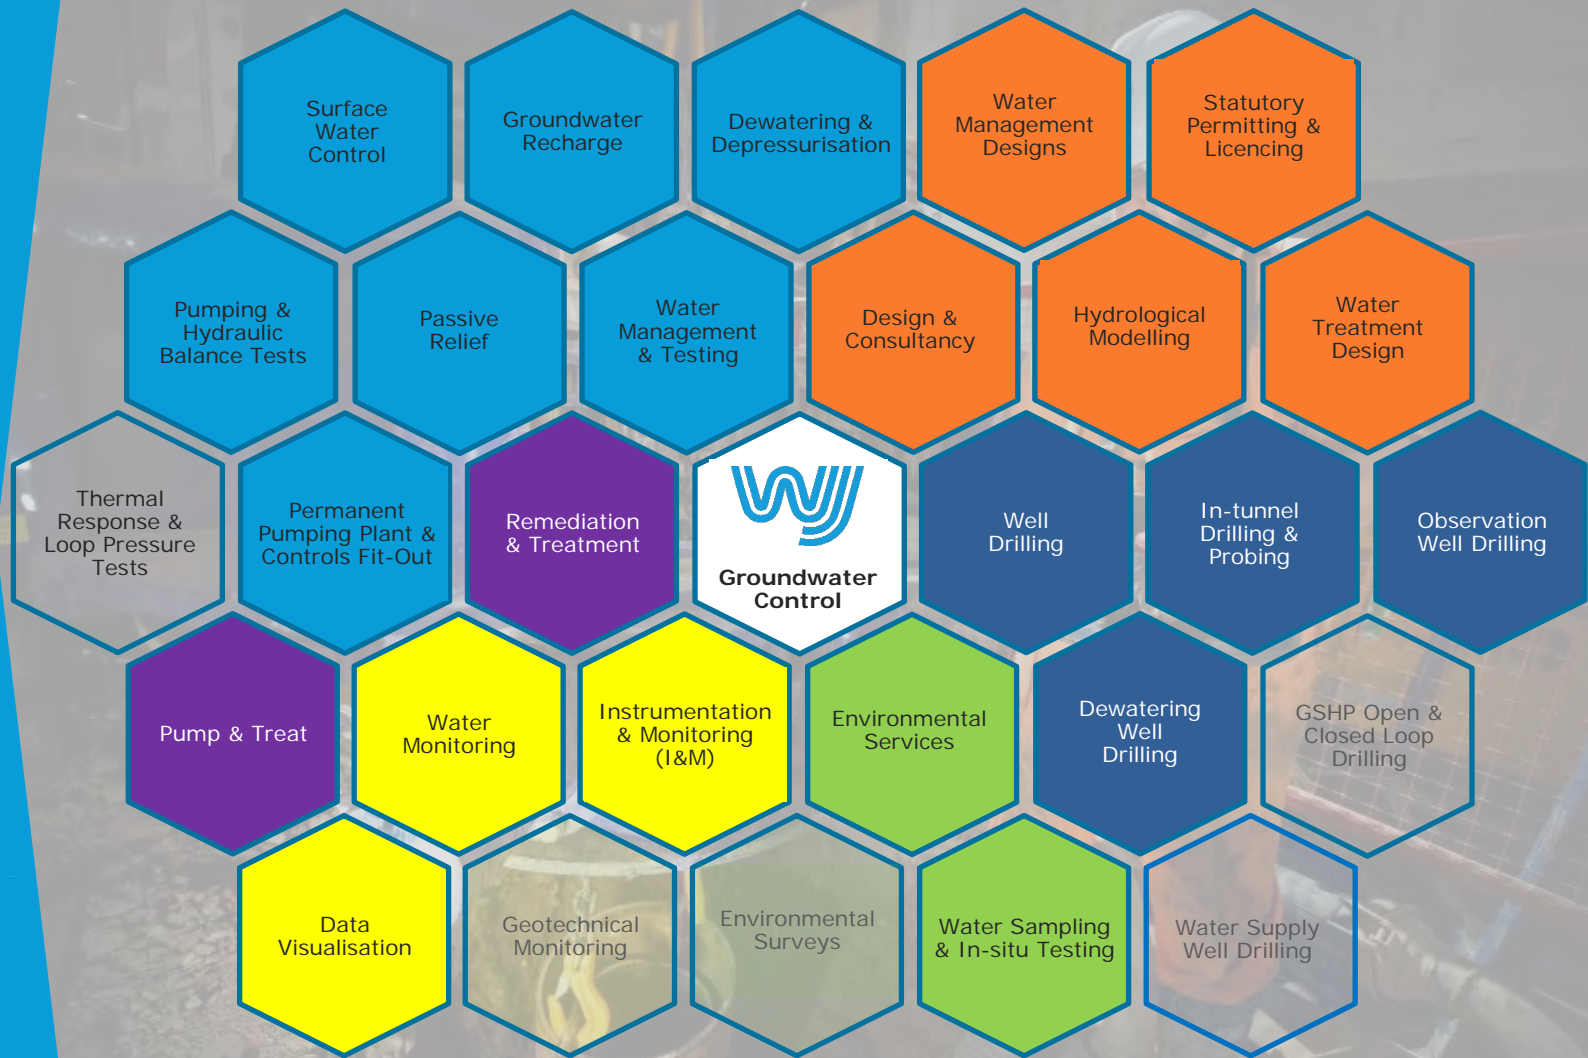 Surface
Water
Control
Groundwater
Recharge
Dewatering &
Depressurisation
Water
Management
Designs
Statutory
Permitting &
Licencing
Pumping &
Hydraulic
Balance Tests
Passive
Relief
Water
Management
& Testing
Design &
Consultancy
Hydrological
Modelling
Water
Treatment
Design
Thermal
Response &
Loop Pressure
Tests
Permanent
Pumping Plant &
Controls Fit-Out
Remediation
& Treatment
WJ
Groundwater
Control
Well
Drilling
In-tunnel
Drilling &
Probing
Observation
Well Drilling
Pump & Treat
Water
Monitoring
Instrumentation
& Monitoring
(I&M)
Environmental
Services
Dewatering
Well
Drilling
GSHP Open &
Closed Loop
Drilling
Data
Visualisation
Geotechnical
Monitoring
Environmental
Surveys
Water Sampling
& In-situ Testing
Water Supply
Well Drilling